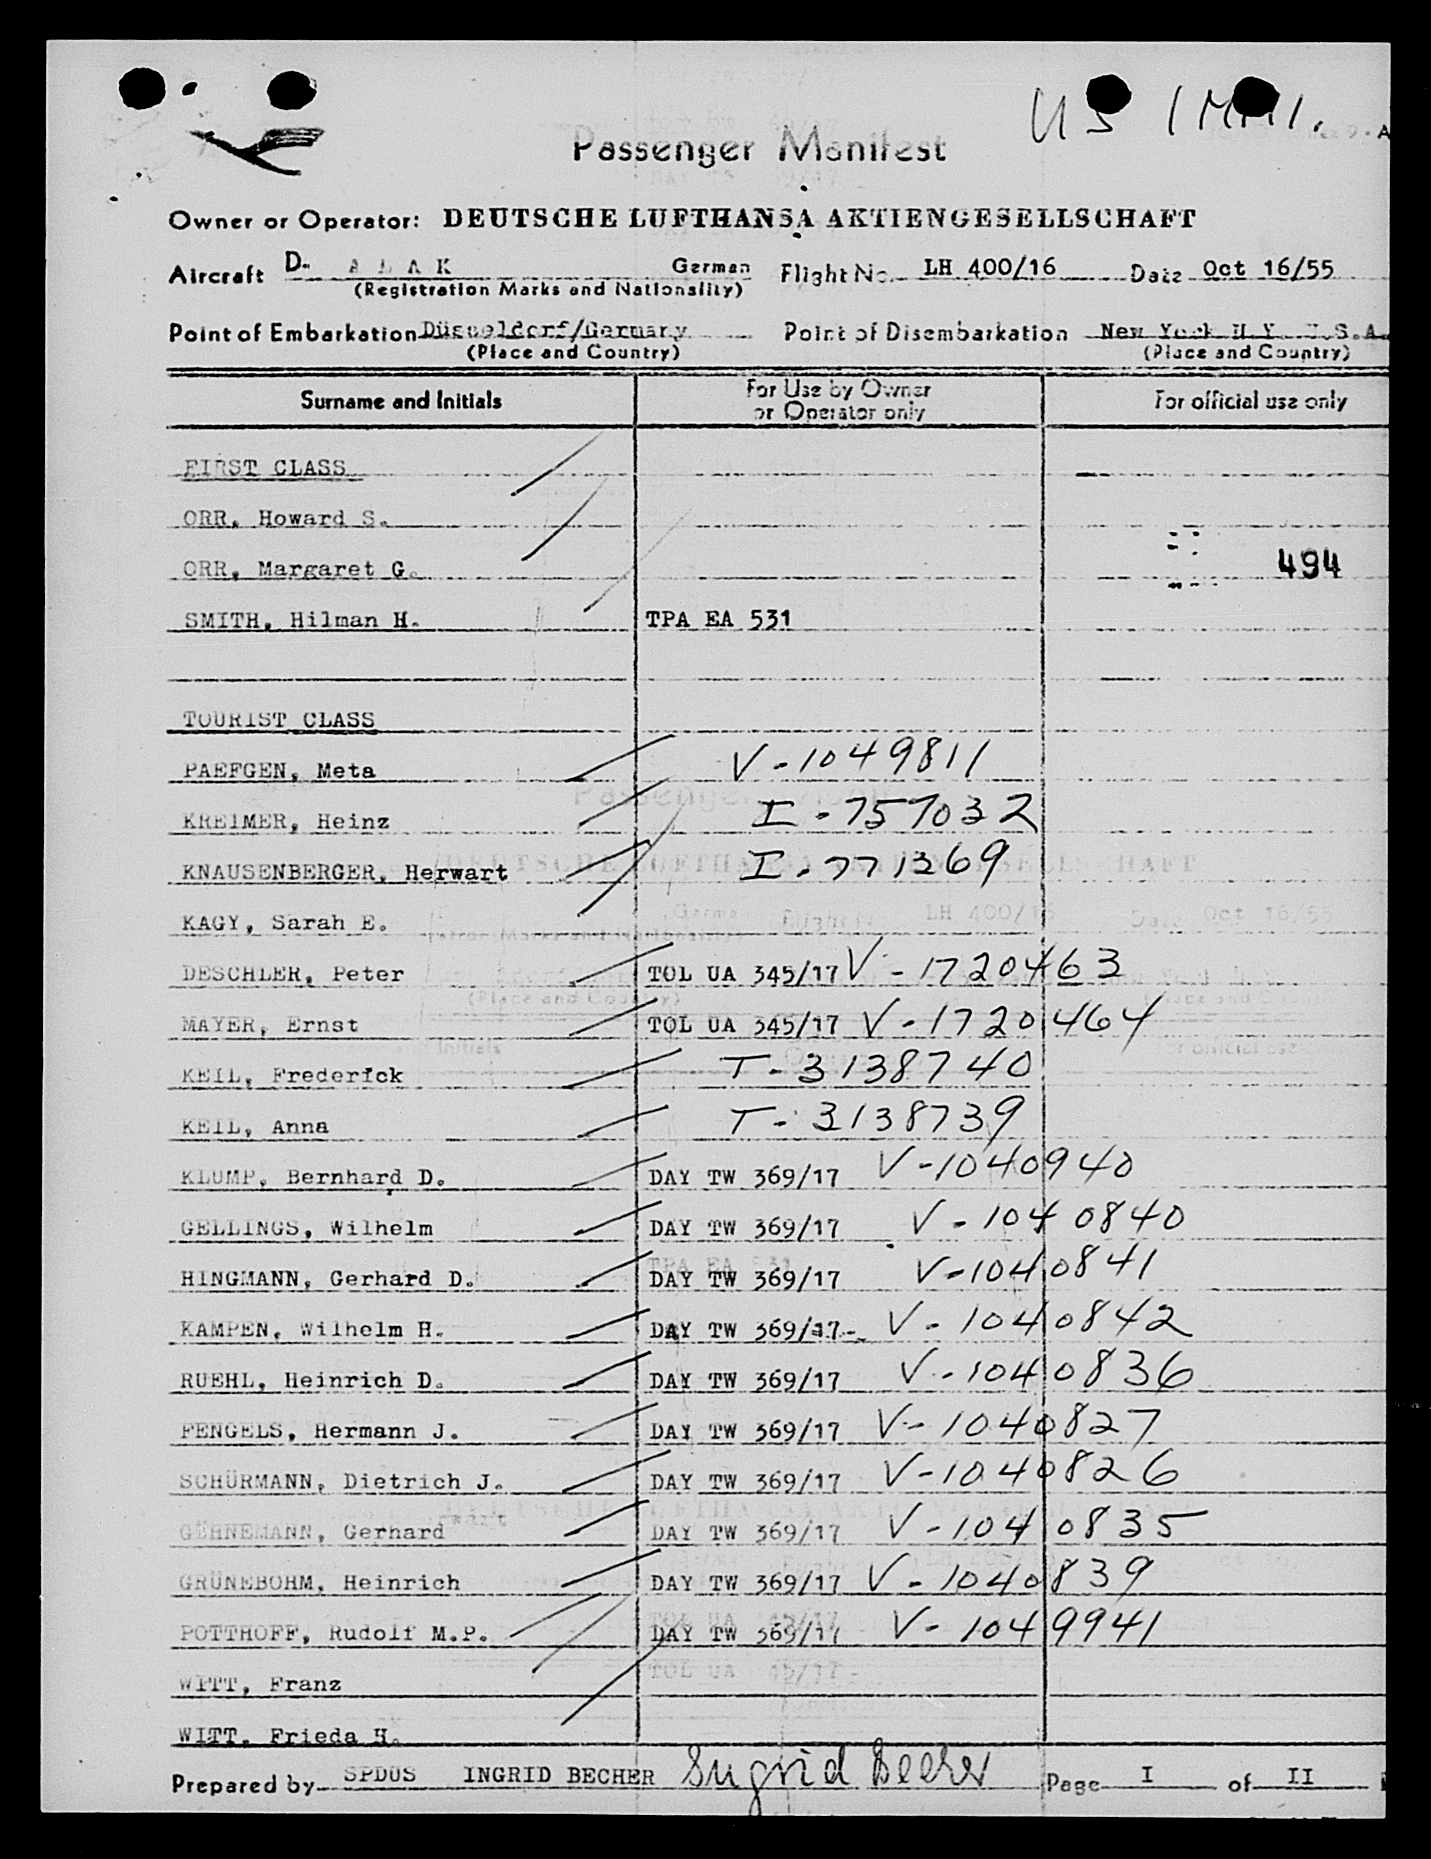 US IMMI.
Passenger Manifest
Owner or Operator: DEUTSCHE LUFTHANSA AKTIENGESELLSCHAFT
Aircraft D- A L A K German Flight No. LH 400/16 Date Oct 16/55
(Registration Marks and Nationality)
Point of Embarkation Düsseldorf/Germany Point of Disembarkation New York N.Y. U.S.A.
(Place and Country) (Place and Country)
Surname and Initials For Use by Owner or Operator only For official use only
FIRST CLASS
ORR, Howard S.
494
ORR, Margaret G.
SMITH, Hilman H. TPA EA 531
TOURIST CLASS
PAEFGEN, Meta V-1049811
KREIMER, Heinz I-757032
KNAUSENBERGER, Herwart I-771369
KAGY, Sarah E.
DESCHLER, Peter TOL UA 345/17 V-1720463
MAYER, Ernst TOL UA 345/17 V-1720464
KEIL, Frederick T-3138740
KEIL, Anna T-3138739
KLUMP, Bernhard D. DAY TW 369/17 V-1040940
GELLINGS, Wilhelm DAY TW 369/17 V-1040840
HINGMANN, Gerhard D. DAY TW 369/17 V-1040841
KAMPEN, Wilhelm H. DAY TW 369/17- V-1040842
RUEHL, Heinrich D. DAY TW 369/17 V-1040836
FENGELS, Hermann J. DAY TW 369/17 V-1040827
SCHÜRMANN, Dietrich J. DAY TW 369/17 V-1040826
GÜHNEMANN, Gerhard DAY TW 369/17 V-1040835
GRÜNEBOHM, Heinrich DAY TW 369/17 V-1040839
POTTHOFF, Rudolf M.P. DAY TW 369/17 V-1049941
WITT, Franz
WITT, Frieda H.
Prepared by SPDUS INGRID BECHER Ingrid Becher Page I of II